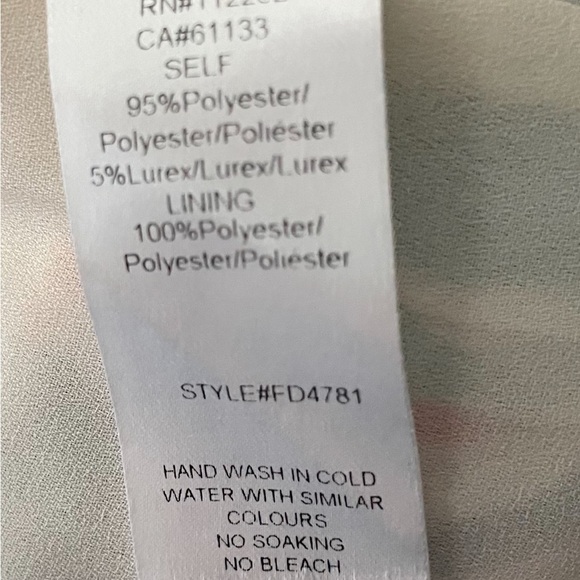 CA#61133
SELF
95%Polyester/
Polyester/Poliéster
5%Lurex/Lurex/Lurex
LINING
100%Polyester/
Polyester/Poliéster
STYLE#FD4781
HAND WASH IN COLD
WATER WITH SIMILAR
COLOURS
NO SOAKING
NO BLEACH